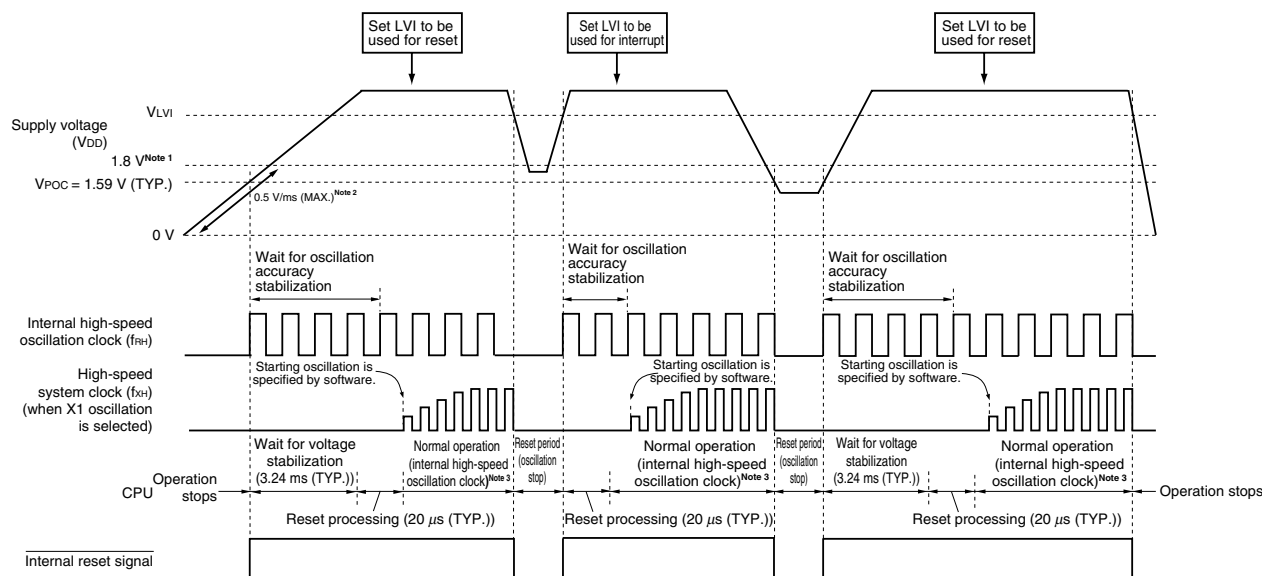 Set LVI to be
used for reset
Set LVI to be
used for interrupt
Set LVI to be
used for reset
VLVI
Supply voltage
(VDD)
1.8 VNote 1
VPOC = 1.59 V (TYP.)
0.5 V/ms (MAX.)Note 2
0 V
Wait for oscillation
accuracy
stabilization
Wait for oscillation
accuracy
stabilization
Wait for oscillation
accuracy
stabilization
Internal high-speed
oscillation clock (fRH)
Starting oscillation is
specified by software.
Starting oscillation is
specified by software.
Starting oscillation is
specified by software.
High-speed
system clock (fXH)
(when X1 oscillation
is selected)
Wait for voltage
stabilization
(3.24 ms (TYP.))
Normal operation
(internal high-speed
oscillation clock)Note 3
Reset period
(oscillation
stop)
Normal operation
(internal high-speed
oscillation clock)Note 3
Reset period
(oscillation
stop)
Wait for voltage
stabilization
(3.24 ms (TYP.))
Normal operation
(internal high-speed
oscillation clock)Note 3
CPU
Operation
stops
Operation stops
Reset processing (20 μs (TYP.))
Reset processing (20 μs (TYP.))
Reset processing (20 μs (TYP.))
Internal reset signal